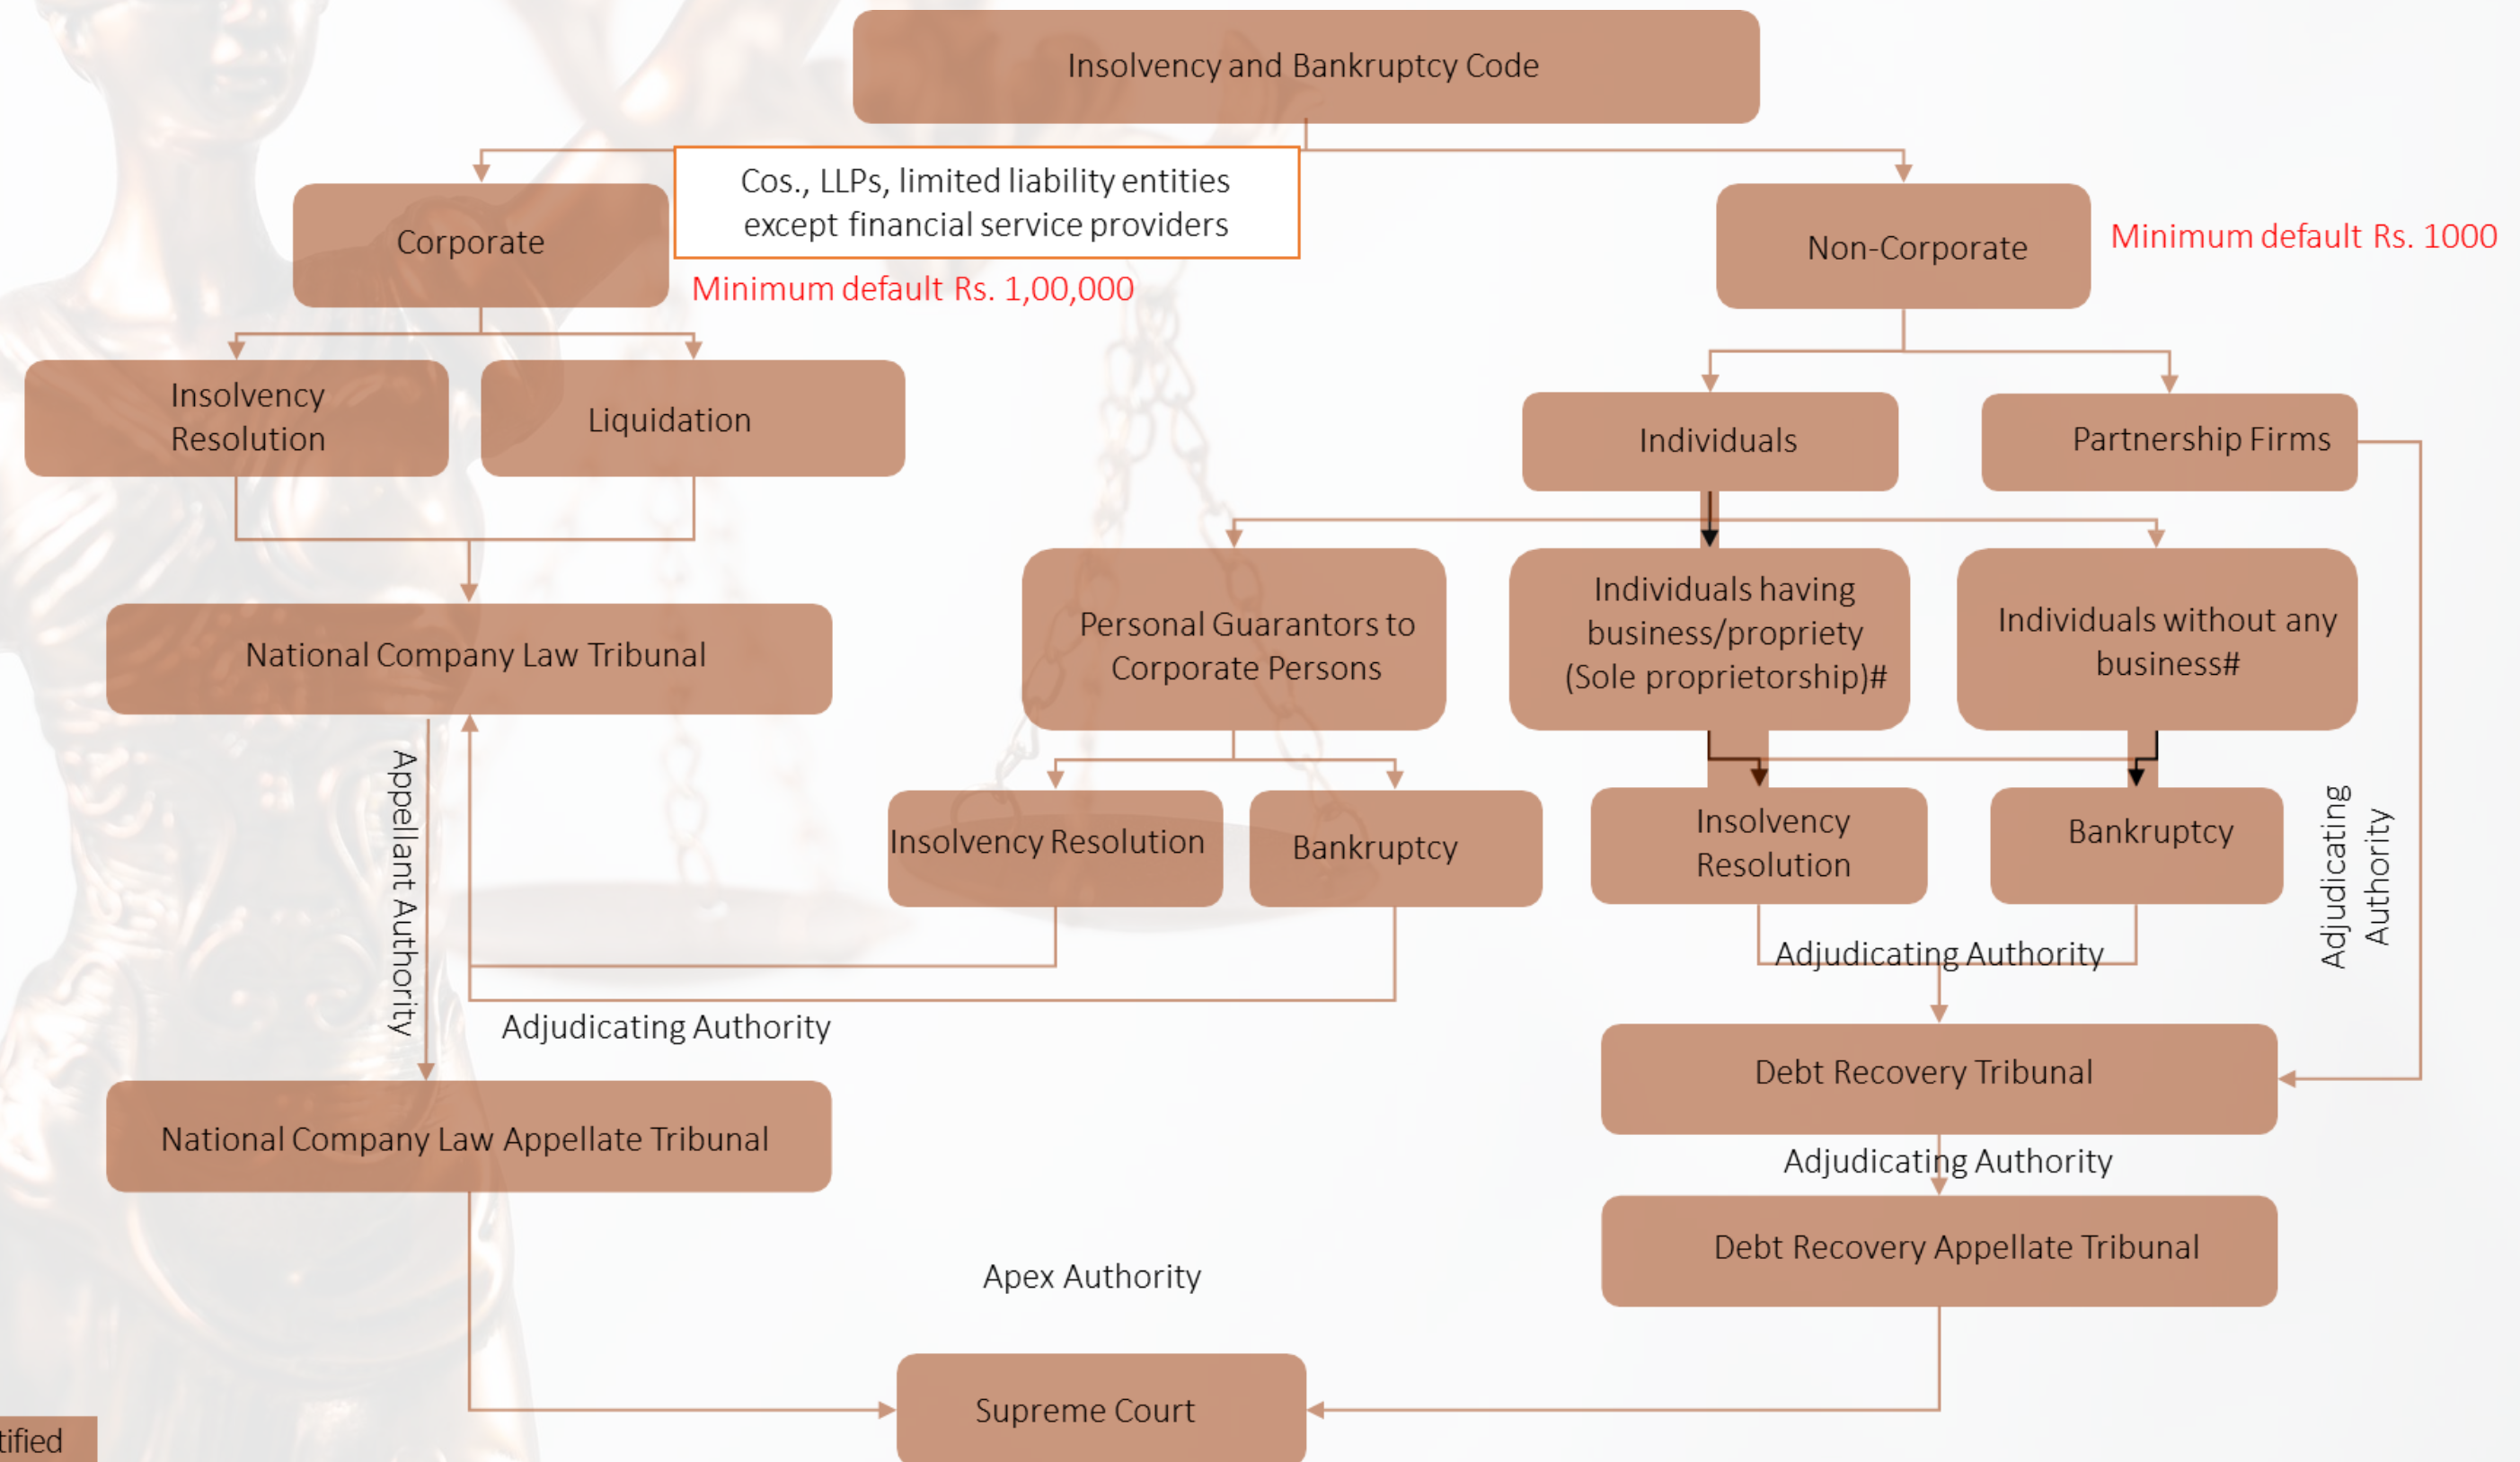 Insolvency and Bankruptcy Code
Cos., LLPs, limited liability entities
except financial service providers
Corporate
Minimum default Rs. 1,00,000
Non-Corporate
Minimum default Rs. 1000
Insolvency
Resolution
Liquidation
Individuals
Partnership Firms
National Company Law Tribunal
Personal Guarantors to
Corporate Persons
Individuals having
business/propriety
(Sole proprietorship)#
Individuals without any
business#
Appellant Authority
Insolvency Resolution
Bankruptcy
Insolvency
Resolution
Bankruptcy
Adjudicating
Authority
Adjudicating Authority
Adjudicating Authority
Debt Recovery Tribunal
National Company Law Appellate Tribunal
Adjudicating Authority
Debt Recovery Appellate Tribunal
Apex Authority
Supreme Court